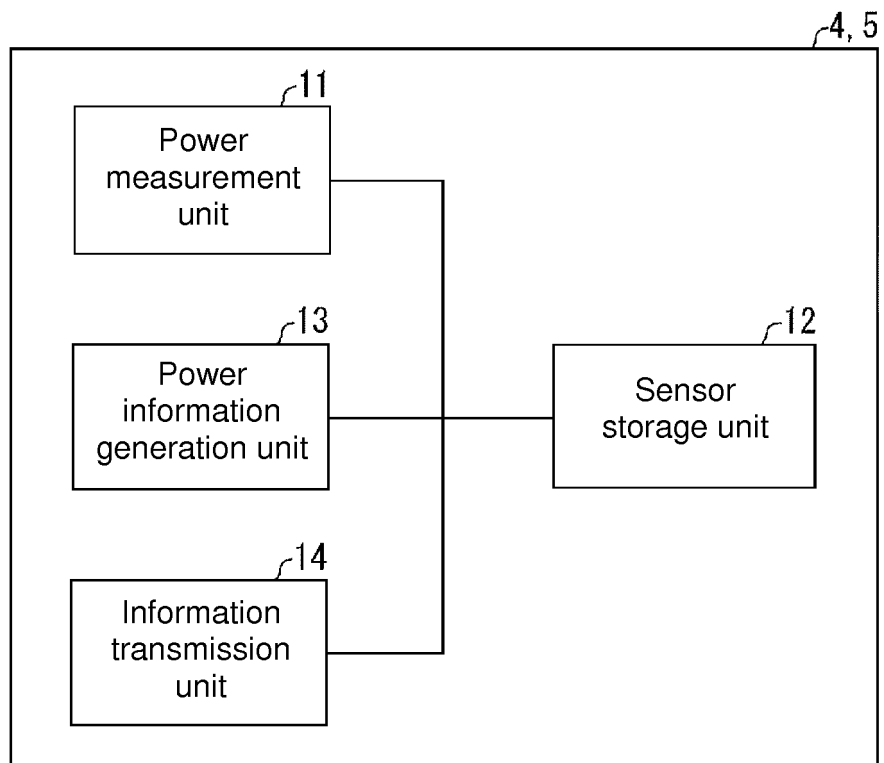 4, 5
11
Power
measurement
unit
13
Power
information
generation unit
12
Sensor
storage unit
14
Information
transmission
unit